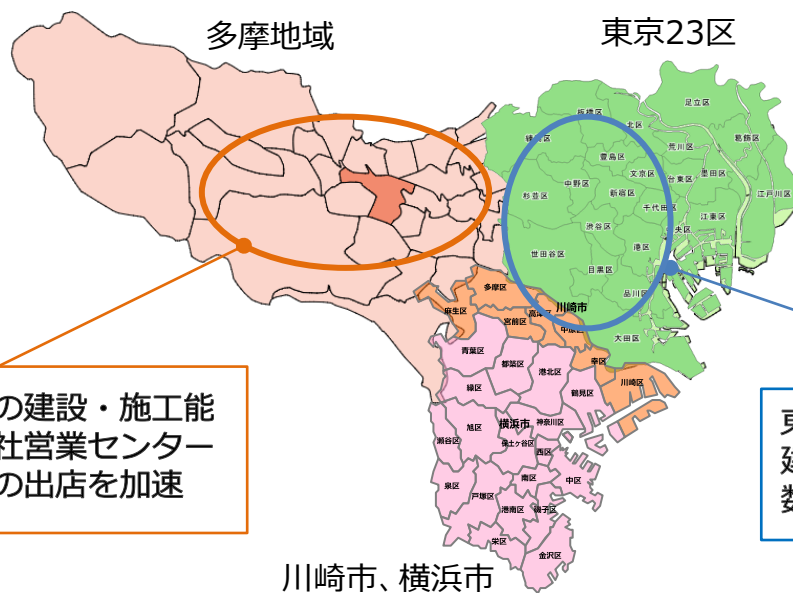 多摩地域
東京23区
足立区
板橋区
北区
葛飾区
練馬区
荒川区
豊島区
文京区
台東区
墨田区
中野区
新宿区
杉並区
江戸川区
千代田区
江東区
渋谷区
央区
港区
世田谷区
目黒区
品川区
大田区
多摩区
麻生区
高津区
川崎市
宮前区
中原区
幸区
川崎区
青葉区
都筑区
港北区
緑区
鶴見区
旭区
横浜市
神奈川区
瀬谷区
保土ヶ谷区
西区
泉区
南区
中区
戸塚区
港南区
磯子区
栄区
金沢区
の建設・施工能
社営業センター
の出店を加速
東
建
数
川崎市、横浜市